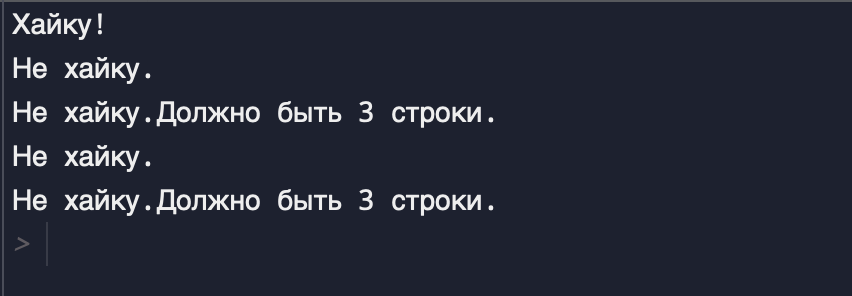 Хайку!
Не хайку.
Не хайку.Должно быть 3 строки.
Не хайку.
Не хайку.Должно быть 3 строки.
>